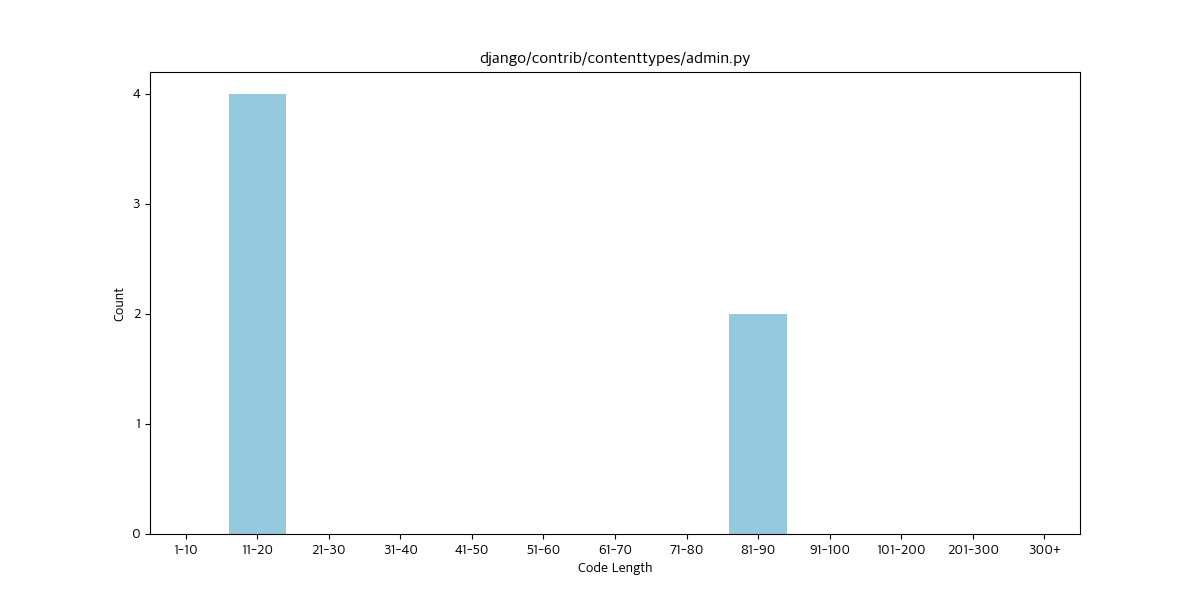 django/contrib/contenttypes/admin.py
4
3
2
1
0
Count
1-10 11-20 21-30 31-40 41-50 51-60 61-70 71-80 81-90 91-100 101-200 201-300 300+
Code Length